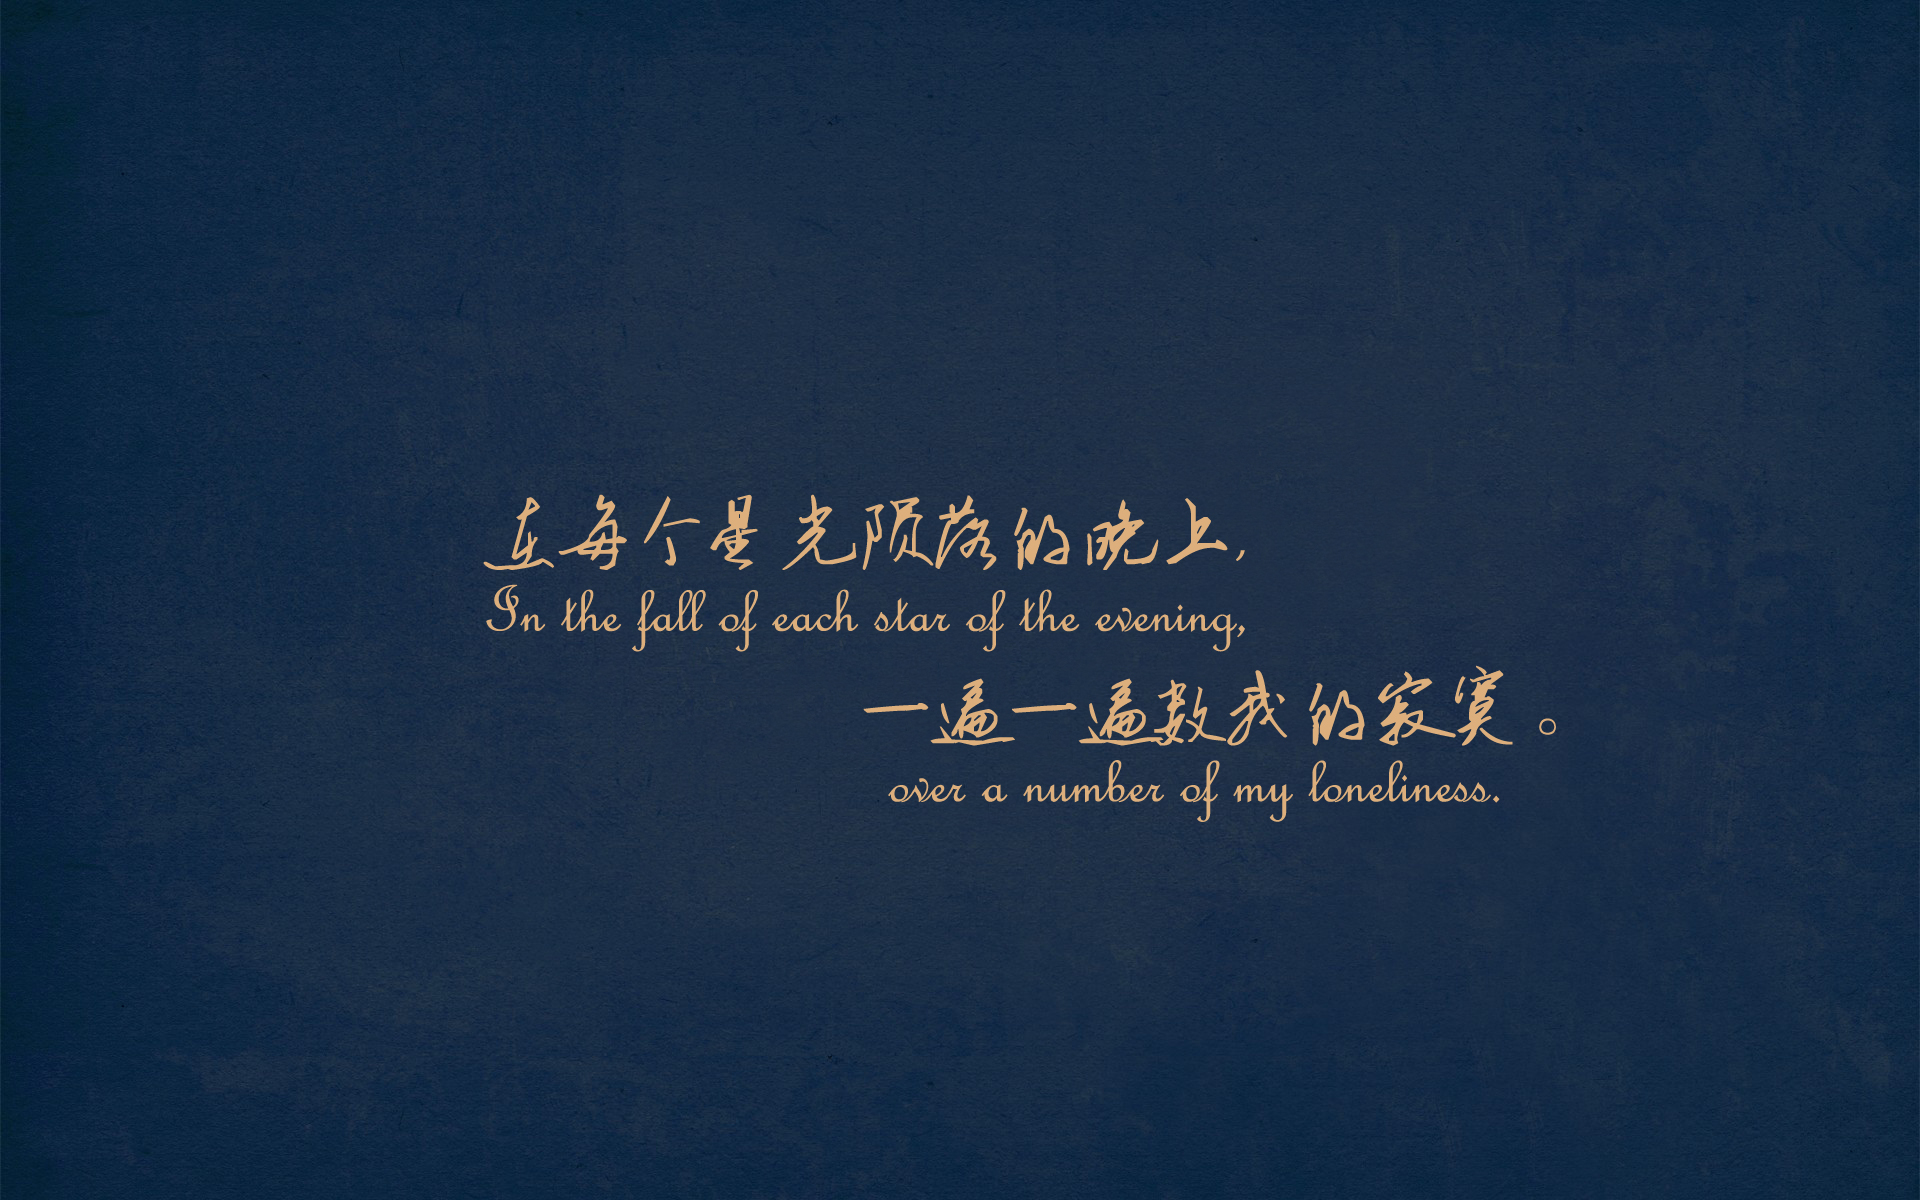 在每个星光陨落的晚上,
In the fall of each star of the evening,
一遍一遍数我的寂寞。
over a number of my loneliness.